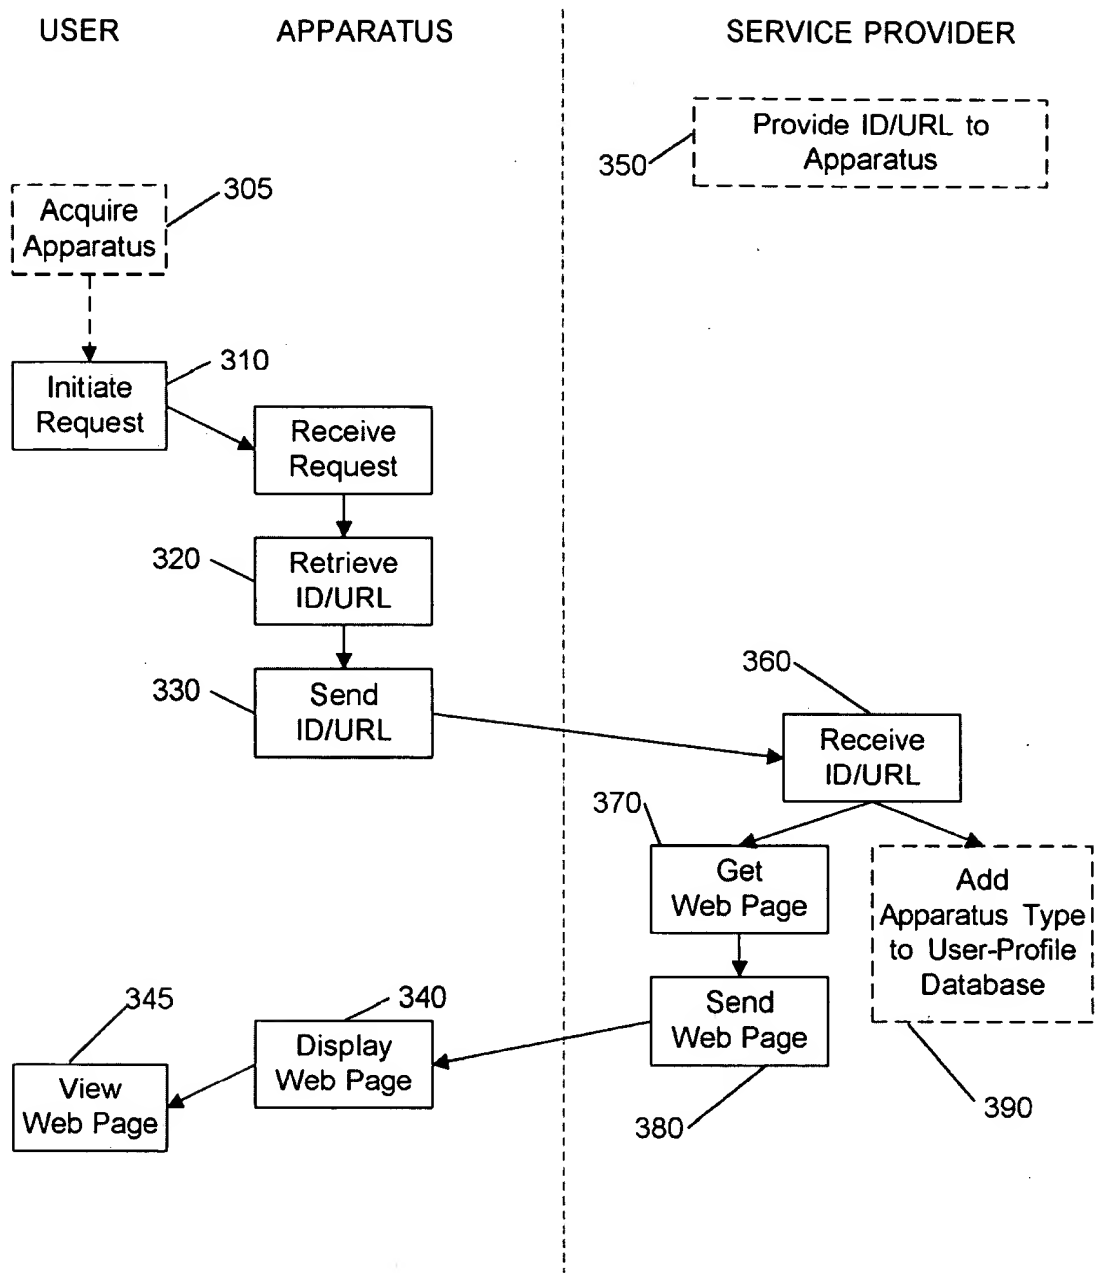 USER
APPARATUS
SERVICE PROVIDER
Provide ID/URL to
Apparatus
350
305
Acquire
Apparatus
310
Initiate
Request
Receive
Request
320
Retrieve
ID/URL
330
Send
ID/URL
360
Receive
ID/URL
370
Get
Web Page
Add
Apparatus Type
to User-Profile
Database
345
340
Send
Web Page
Display
Web Page
View
Web Page
380
390